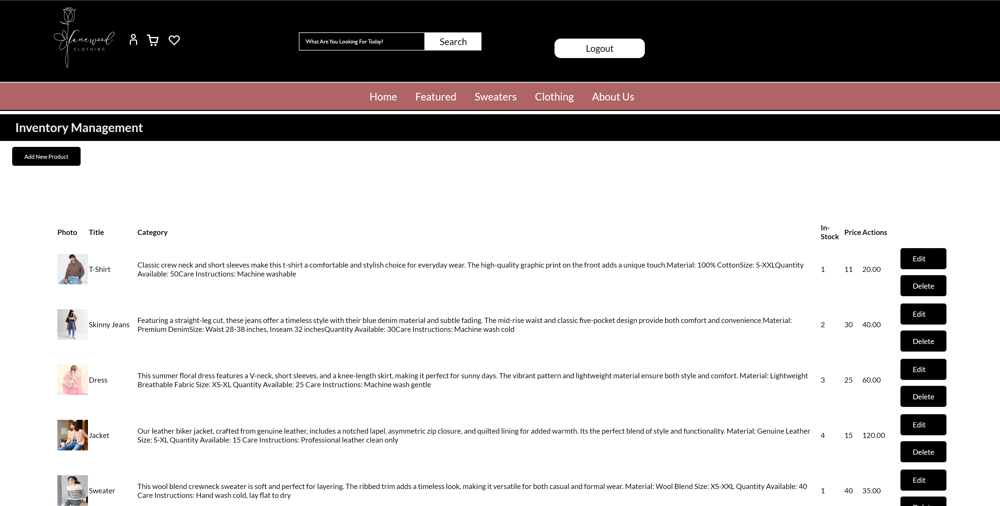 Lanewood
CLOTHING
What Are You Looking For Today?
Search
Logout
Home Featured Sweaters Clothing About Us
Inventory Management
Add New Product
Photo Title Category In-
Stock Price Actions
T-Shirt
Classic crew neck and short sleeves make this t-shirt a comfortable and stylish choice for everyday wear. The high-quality graphic print on the front adds a unique touch.Material: 100% CottonSize: S-XXLQuantity
Available: 50Care Instructions: Machine washable
1 11 20.00
Edit
Delete
Skinny Jeans
Featuring a straight-leg cut, these jeans offer a timeless style with their blue denim material and subtle fading. The mid-rise waist and classic five-pocket design provide both comfort and convenience.Material:
Premium DenimSize: Waist 28-38 inches, Inseam 32 inchesQuantity Available: 30Care Instructions: Machine wash cold
2 30 40.00
Edit
Delete
Dress
This summer floral dress features a V-neck, short sleeves, and a knee-length skirt, making it perfect for sunny days. The vibrant pattern and lightweight material ensure both style and comfort. Material: Lightweight
Breathable Fabric Size: XS-XL Quantity Available: 25 Care Instructions: Machine wash gentle
3 25 60.00
Edit
Delete
Jacket
Our leather biker jacket, crafted from genuine leather, includes a notched lapel, asymmetric zip closure, and quilted lining for added warmth. Its the perfect blend of style and functionality. Material: Genuine Leather
Size: S-XL Quantity Available: 15 Care Instructions: Professional leather clean only
4 15 120.00
Edit
Delete
Sweater
This wool blend crewneck sweater is soft and perfect for layering. The ribbed trim adds a timeless look, making it versatile for both casual and formal wear. Material: Wool Blend Size: XS-XXL Quantity Available: 40
Care Instructions: Hand wash cold, lay flat to dry
1 40 35.00
Edit